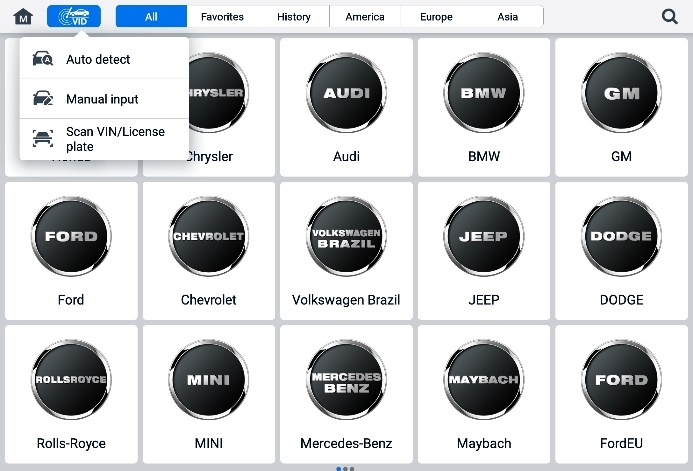 M
VID
All
Favorites
History
America
Europe
Asia
Auto detect
Manual input
Scan VIN/License
plate
HRYSLER
Chrysler
AUDI
Audi
BMW
BMW
GM
GM
FORD
Ford
CHEVROLET
Chevrolet
VOLKSWAGEN
BRAZIL
Volkswagen Brazil
JEEP
JEEP
DODGE
DODGE
ROLLSROYCE
Rolls-Royce
MINI
MINI
MERCEDES
BENZ
Mercedes-Benz
MAYBACH
Maybach
FORD
FordEU